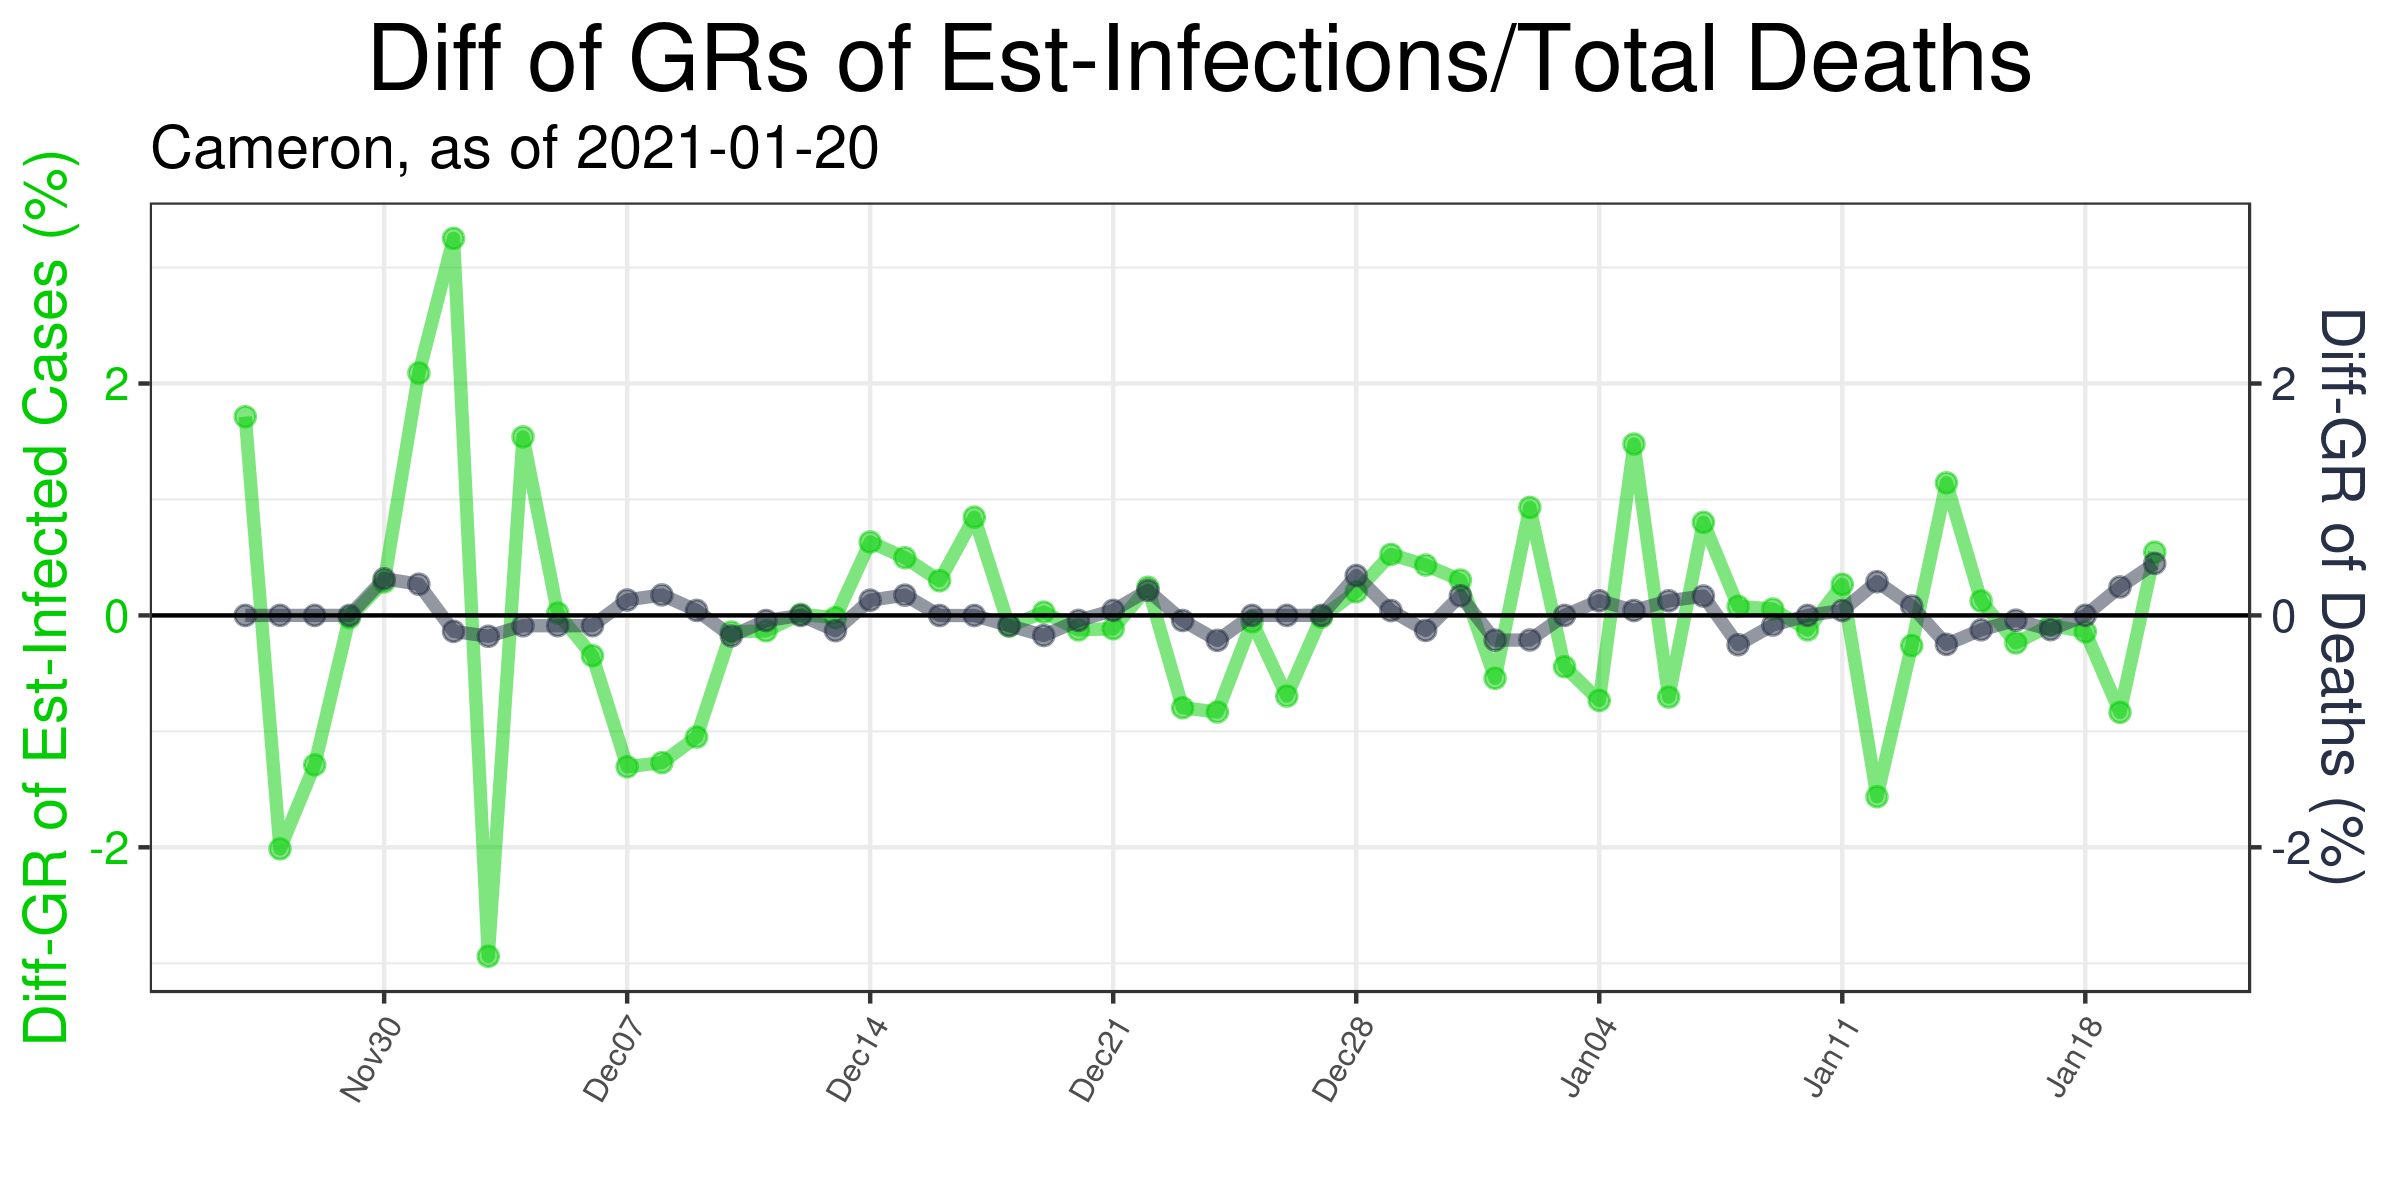 Diff of GRs of Est-Infections/Total Deaths
Cameron, as of 2021-01-20
Diff-GR of Est-Infected Cases (%)
2
0
-2
2
0
-2
Diff-GR of Deaths (%)
Nov30
Dec07
Dec14
Dec21
Dec28
Jan04
Jan11
Jan18